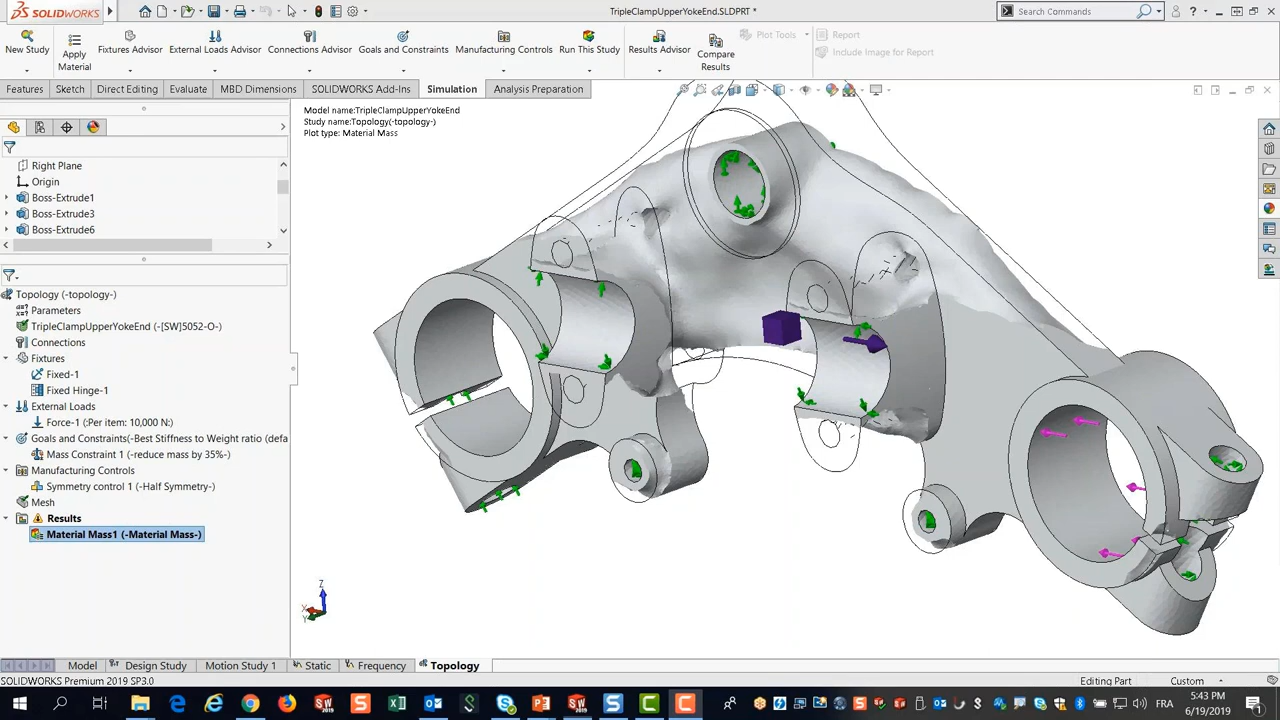 SOLIDWORKS
TripleClampUpperYokeEnd.SLDPRT *
Search Commands
New Study
Apply Material
Fixtures Advisor
External Loads Advisor
Connections Advisor
Goals and Constraints
Manufacturing Controls
Run This Study
Results Advisor
Compare Results
Plot Tools
Report
Include Image for Report
Features
Sketch
Direct Editing
Evaluate
MBD Dimensions
SOLIDWORKS Add-Ins
Simulation
Analysis Preparation
Model name:TripleClampUpperYokeEnd
Study name:Topology(-topology-)
Plot type: Material Mass
Right Plane
Origin
Boss-Extrude1
Boss-Extrude3
Boss-Extrude6
Topology (-topology-)
Parameters
TripleClampUpperYokeEnd (-[SW]5052-O-)
Connections
Fixtures
Fixed-1
Fixed Hinge-1
External Loads
Force-1 (:Per item: 10,000 N:)
Goals and Constraints(-Best Stiffness to Weight ratio (defa
Mass Constraint 1 (-reduce mass by 35%-)
Manufacturing Controls
Symmetry control 1 (-Half Symmetry-)
Mesh
Results
Material Mass1 (-Material Mass-)
Z
X
Y
Model
Design Study
Motion Study 1
Static
Frequency
Topology
SOLIDWORKS Premium 2019 SP3.0
Editing Part
Custom
FRA
5:43 PM
6/19/2019